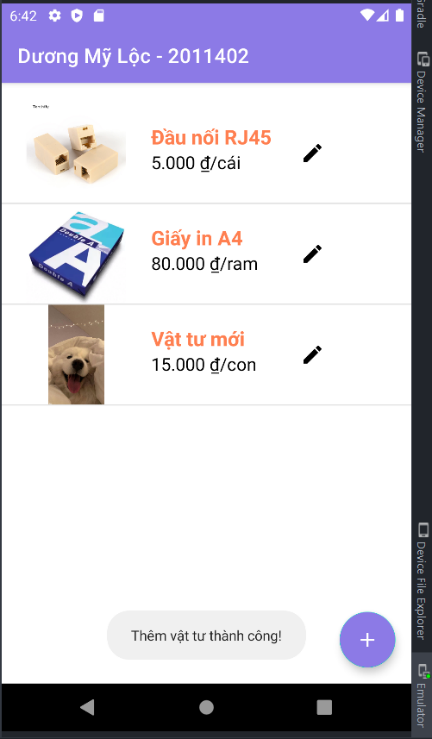 6:42
Dương Mỹ Lộc - 2011402
Đầu nối RJ45
5.000 ₫/cái
Giấy in A4
80.000 ₫/ram
Double A
A
Vật tư mới
15.000 ₫/con
Thêm vật tư thành công!
+
Gradle
Device Manager
Device File Explorer
Emulator